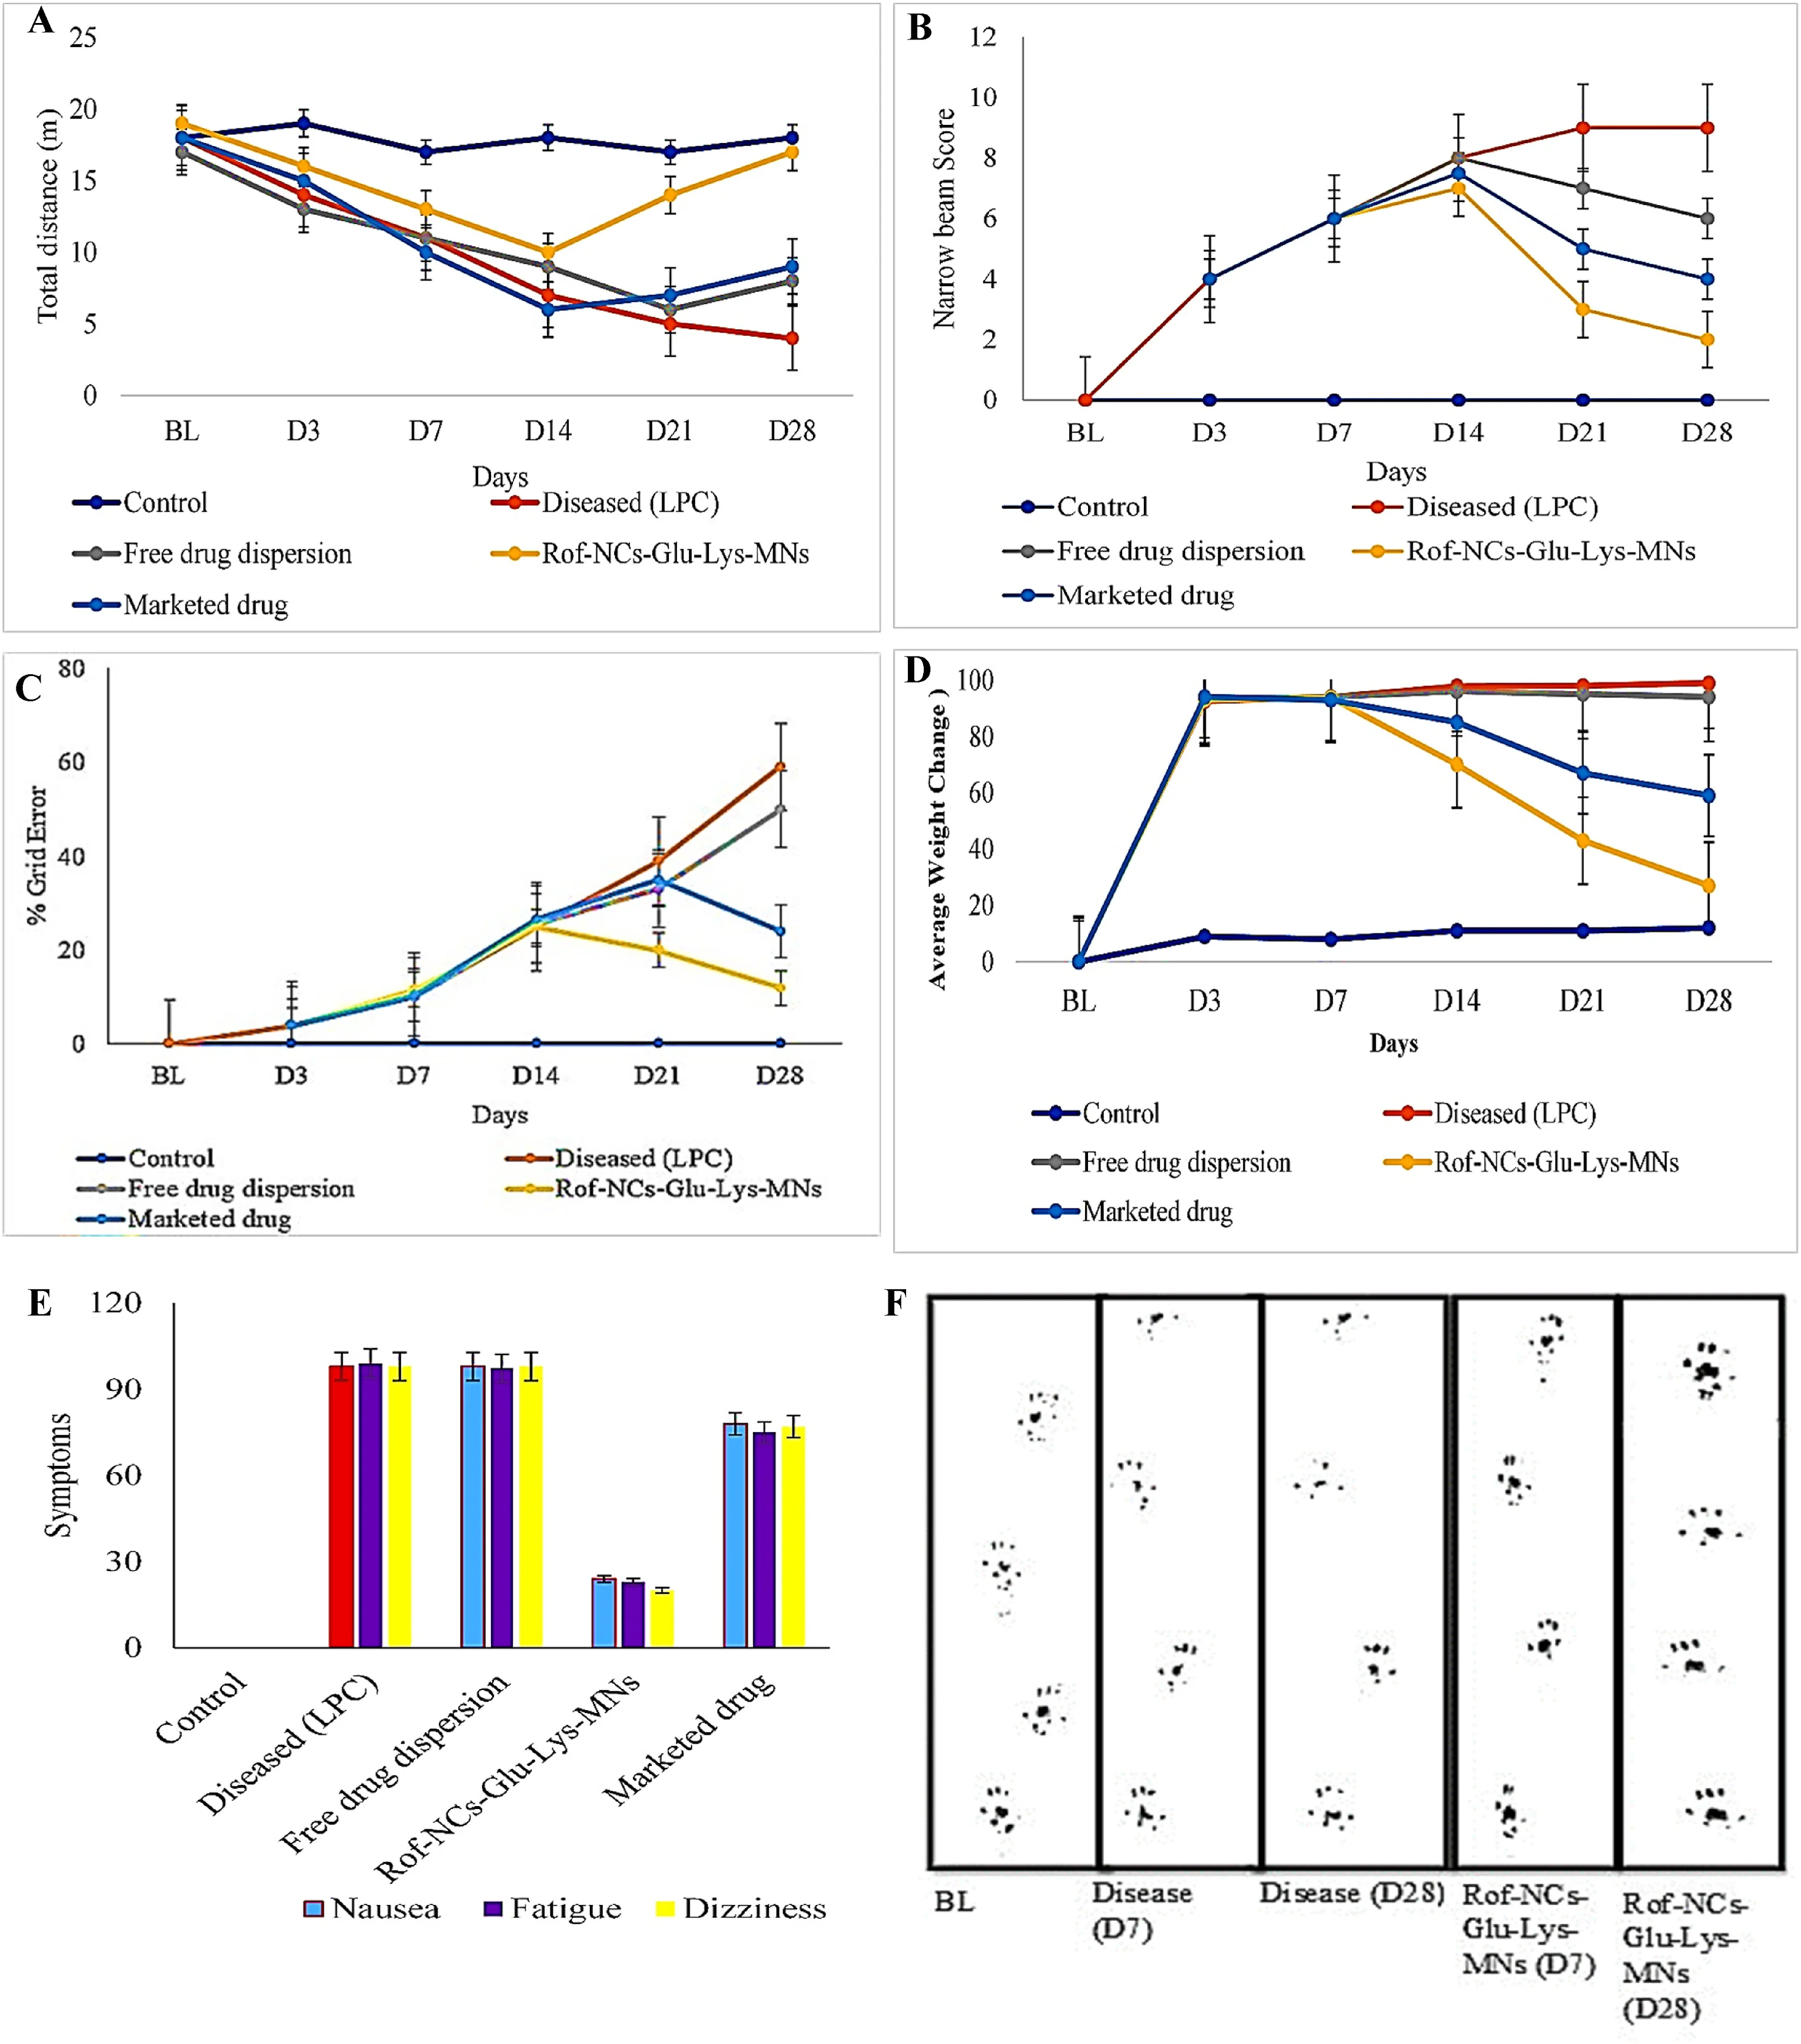 A
25
20
15
10
5
0
Total distance (m)
BL D3 D7 D14 D21 D28
Days
Control
Diseased (LPC)
Free drug dispersion
Rof-NCs-Glu-Lys-MNs
Marketed drug
B
12
10
8
6
4
2
0
Narrow beam Score
BL D3 D7 D14 D21 D28
Days
Control
Diseased (LPC)
Free drug dispersion
Rof-NCs-Glu-Lys-MNs
Marketed drug
C
80
60
40
20
0
% Grid Error
BL D3 D7 D14 D21 D28
Days
Control
Diseased (LPC)
Free drug dispersion
Rof-NCs-Glu-Lys-MNs
Marketed drug
D
100
80
60
40
20
0
Average Weight Change )
BL D3 D7 D14 D21 D28
Days
Control
Diseased (LPC)
Free drug dispersion
Rof-NCs-Glu-Lys-MNs
Marketed drug
E
120
90
60
30
0
Symptoms
Control
Diseased (LPC)
Free drug dispersion
Rof-NCs-Glu-Lys-MNs
Marketed drug
Nausea Fatigue Dizziness
F
BL
Disease
(D7)
Disease (D28)
Rof-NCs-
Glu-Lys-
MNs (D7)
Rof-NCs-
Glu-Lys-
MNs
(D28)